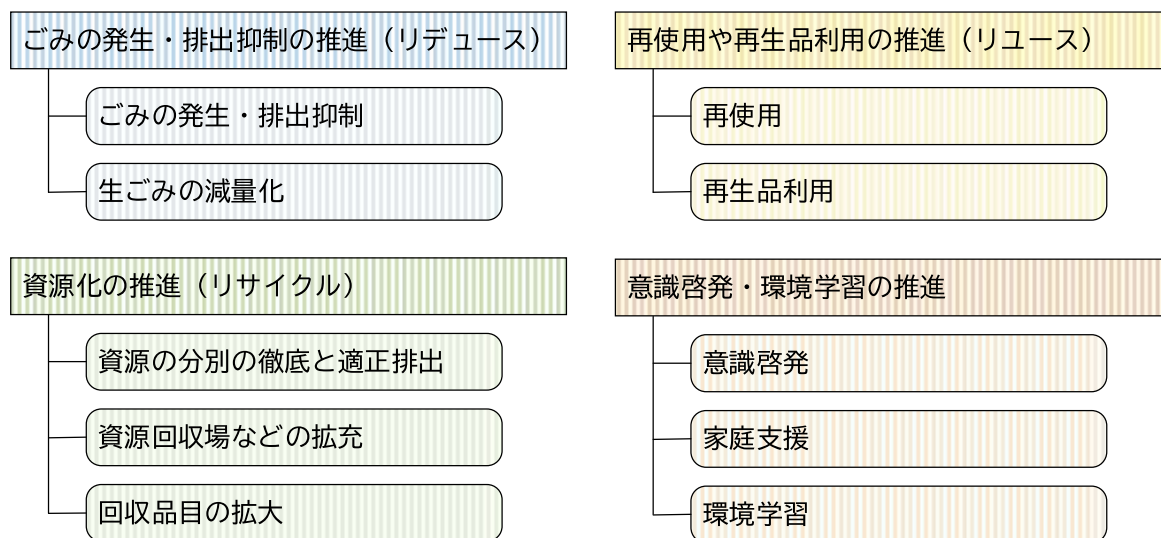 ごみの発生・排出抑制の推進（リデュース）
ごみの発生・排出抑制
生ごみの減量化
再使用や再生品利用の推進（リユース）
再使用
再生品利用
資源化の推進（リサイクル）
資源の分別の徹底と適正排出
資源回収場などの拡充
回収品目の拡大
意識啓発・環境学習の推進
意識啓発
家庭支援
環境学習